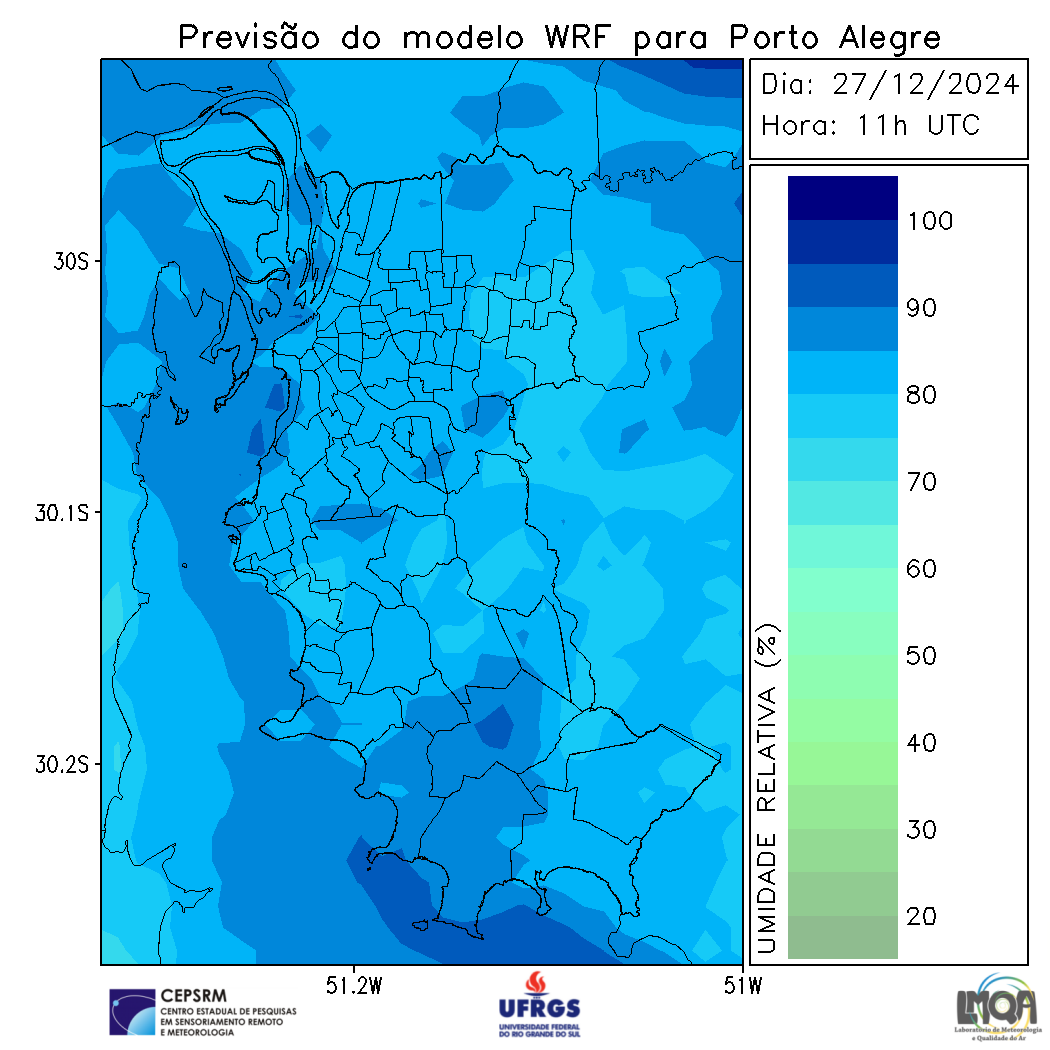 Previsão do modelo WRF para Porto Alegre
Dia: 27/12/2024
Hora: 11h UTC
30S
30.1S
30.2S
51.2W
51W
100
90
80
70
60
50
40
30
20
UMIDADE RELATIVA (%)
CEPSRM
CENTRO ESTADUAL DE PESQUISAS
EM SENSORIAMENTO REMOTO
E METEOROLOGIA
UFRGS
UNIVERSIDADE FEDERAL
DO RIO GRANDE DO SUL
LMQA
Laboratório de Meteorologia
e Qualidade do Ar